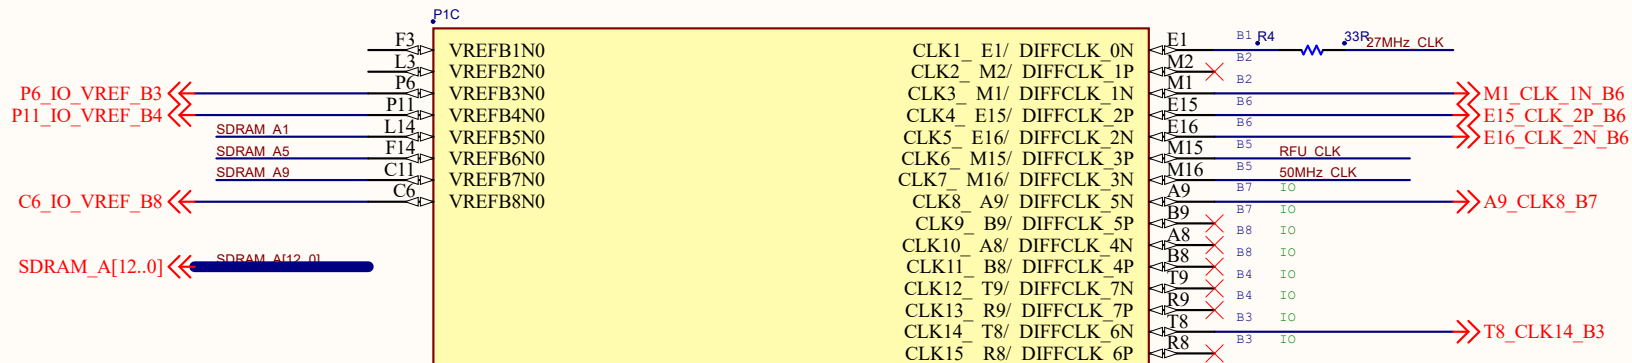 P1C
F3 VREFB1N0 CLK1_ E1/ DIFFCLK_0N E1 B1 R4 33R 27MHz_CLK
L3 VREFB2N0 CLK2_ M2/ DIFFCLK_1P M2 B2
P6_IO_VREF_B3 P6 VREFB3N0 CLK3_ M1/ DIFFCLK_1N M1 B2 M1_CLK_1N_B6
P11_IO_VREF_B4 P11 VREFB4N0 CLK4_ E15/ DIFFCLK_2P E15 B6 E15_CLK_2P_B6
SDRAM_A1 L14 VREFB5N0 CLK5_ E16/ DIFFCLK_2N E16 B6 E16_CLK_2N_B6
SDRAM_A5 F14 VREFB6N0 CLK6_ M15/ DIFFCLK_3P M15 B5 RFU_CLK
SDRAM_A9 C11 VREFB7N0 CLK7_ M16/ DIFFCLK_3N M16 B5 50MHz_CLK
C6_IO_VREF_B8 C6 VREFB8N0 CLK8_ A9/ DIFFCLK_5N A9 B7 IO A9_CLK8_B7
CLK9_ B9/ DIFFCLK_5P B9 B7 IO
CLK10_ A8/ DIFFCLK_4N A8 B8 IO
SDRAM_A[12..0] SDRAM_A[12..0] CLK11_ B8/ DIFFCLK_4P B8 B8 IO
CLK12_ T9/ DIFFCLK_7N T9 B4 IO
CLK13_ R9/ DIFFCLK_7P R9 B4 IO
CLK14_ T8/ DIFFCLK_6N T8 B3 IO T8_CLK14_B3
CLK15_ R8/ DIFFCLK_6P R8 B3 IO